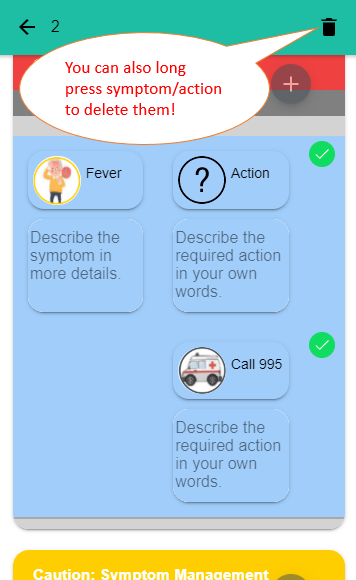 2
You can also long
press symptom/action
to delete them!
Fever
Action
?
Describe the
symptom in
more details.
Describe the
required action
in your own
words.
Call 995
Describe the
required action
in your own
words.
Caution: Symptom Management